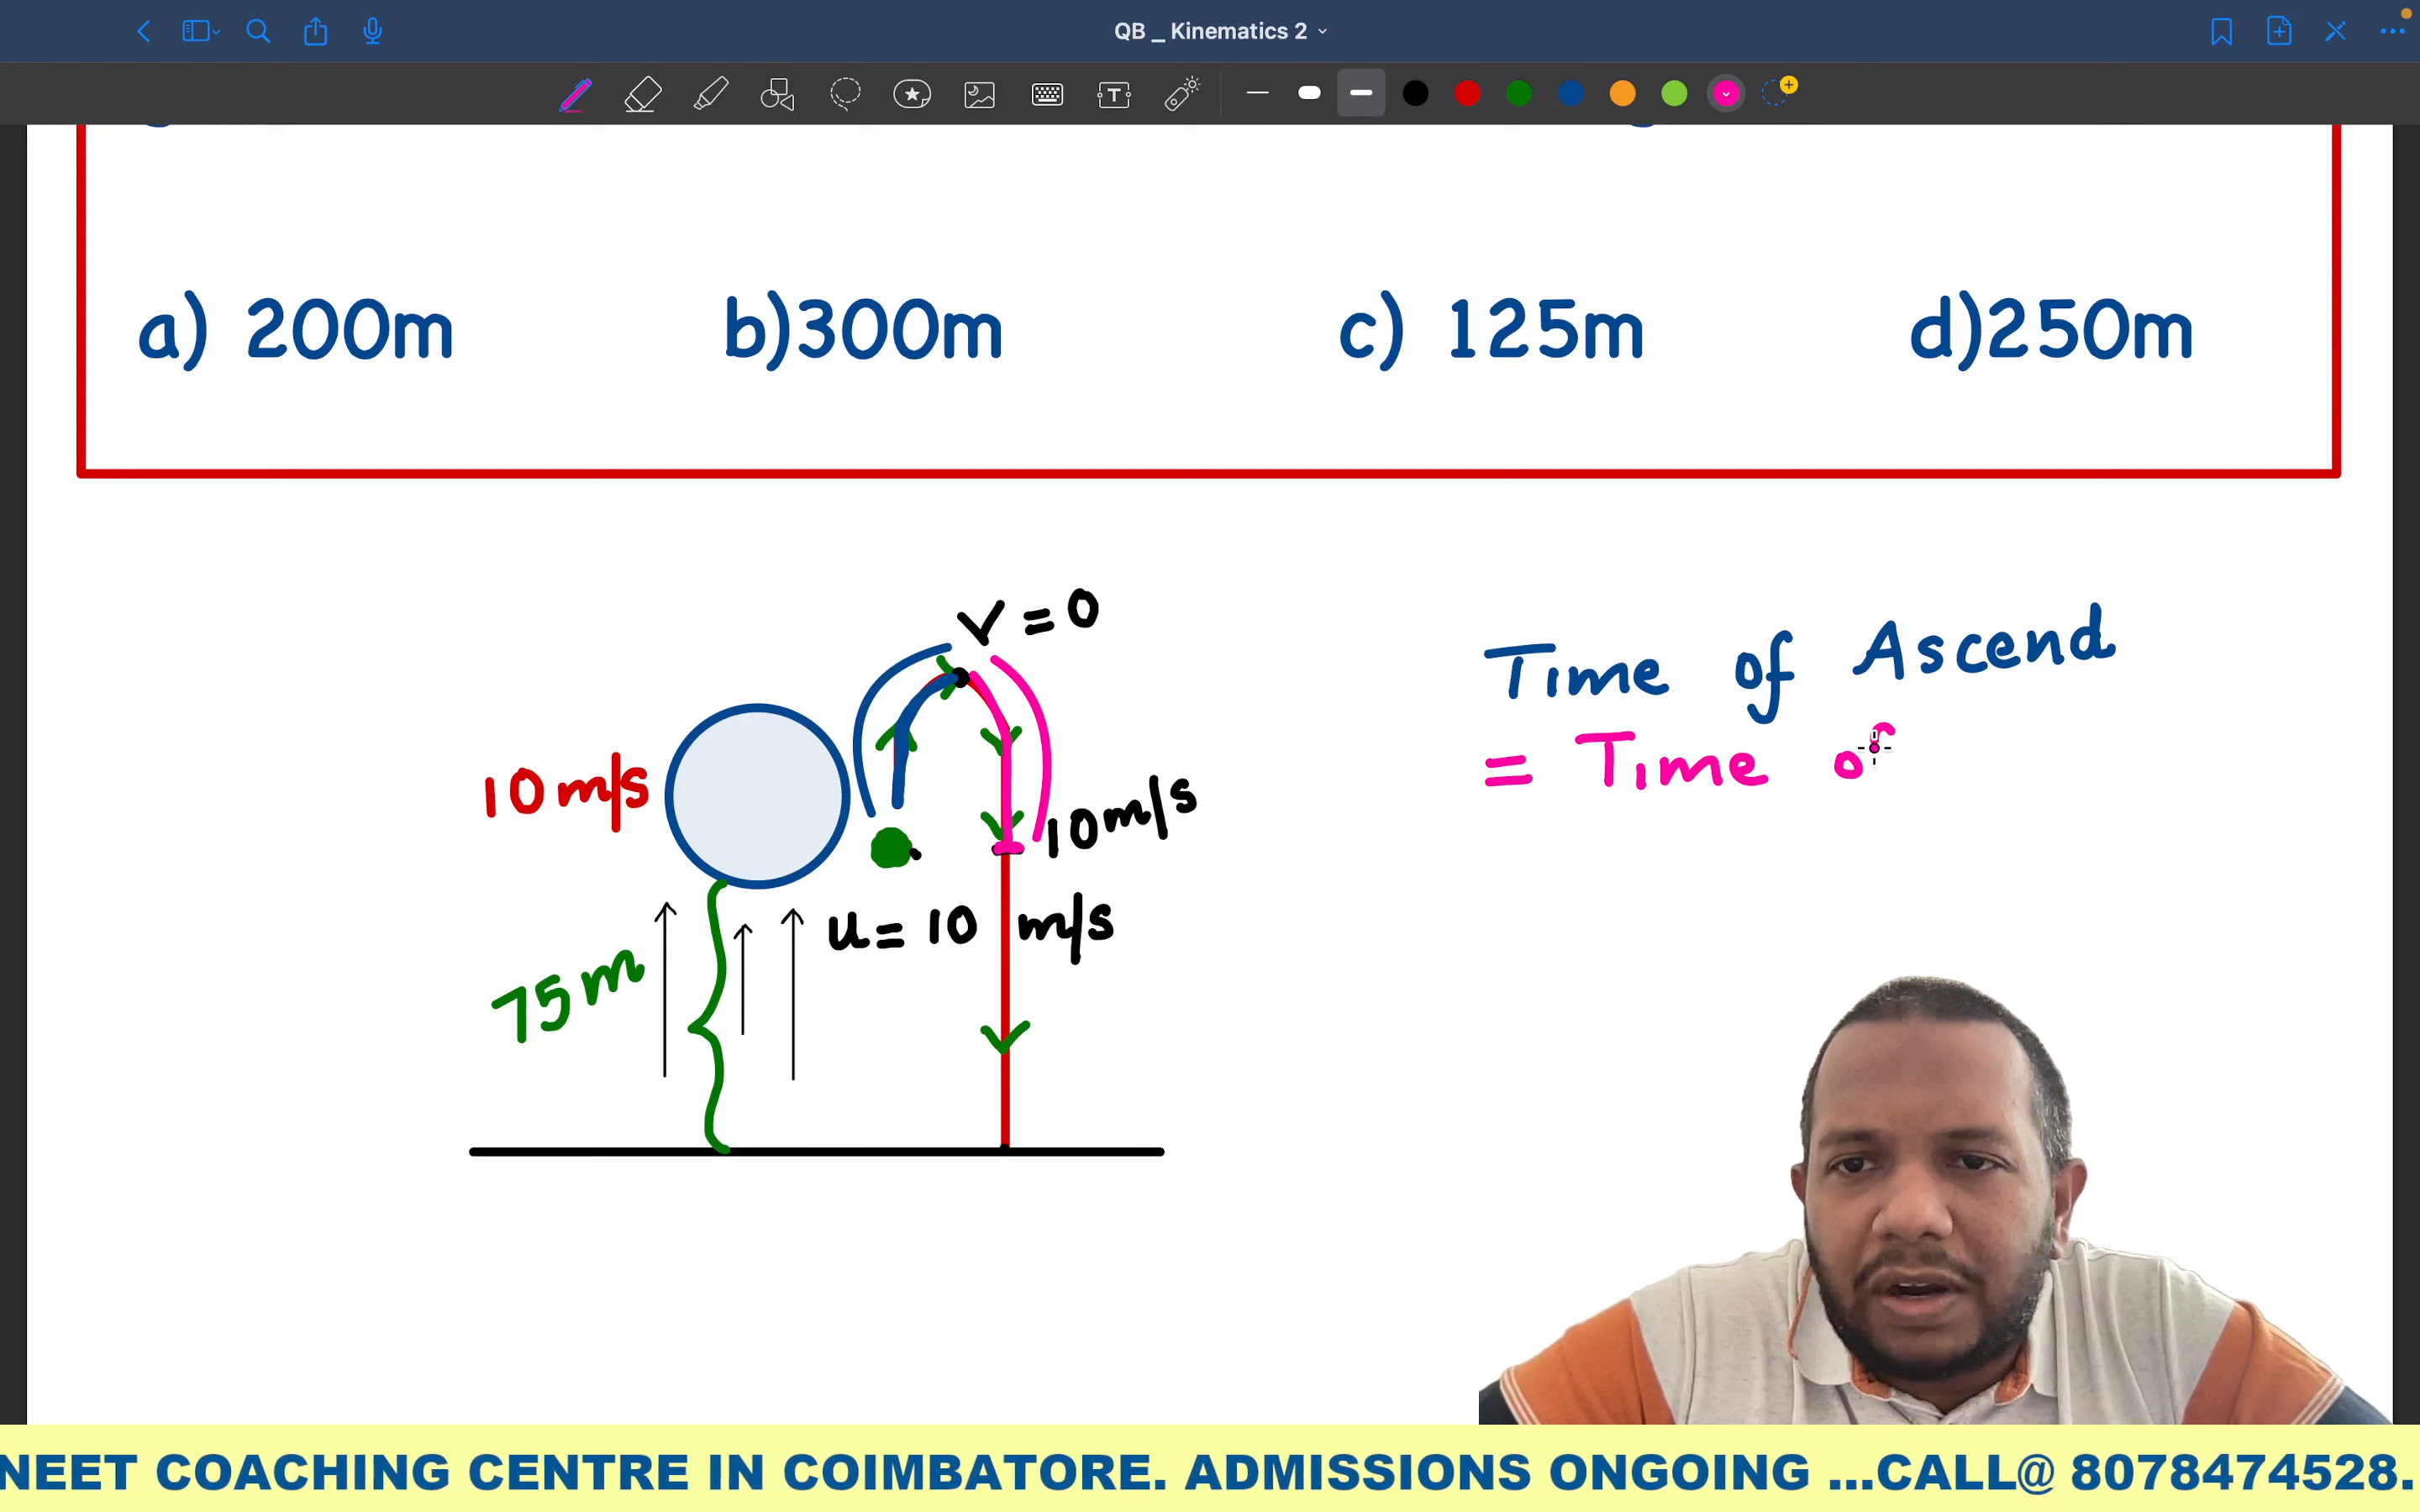 QB _ Kinematics 2
a) 200m b)300m c) 125m d)250m
v = 0
Time of Ascend
= Time of
10 m/s
10 m/s
u = 10 m/s
75 m
NEET COACHING CENTRE IN COIMBATORE. ADMISSIONS ONGOING ...CALL@ 8078474528.